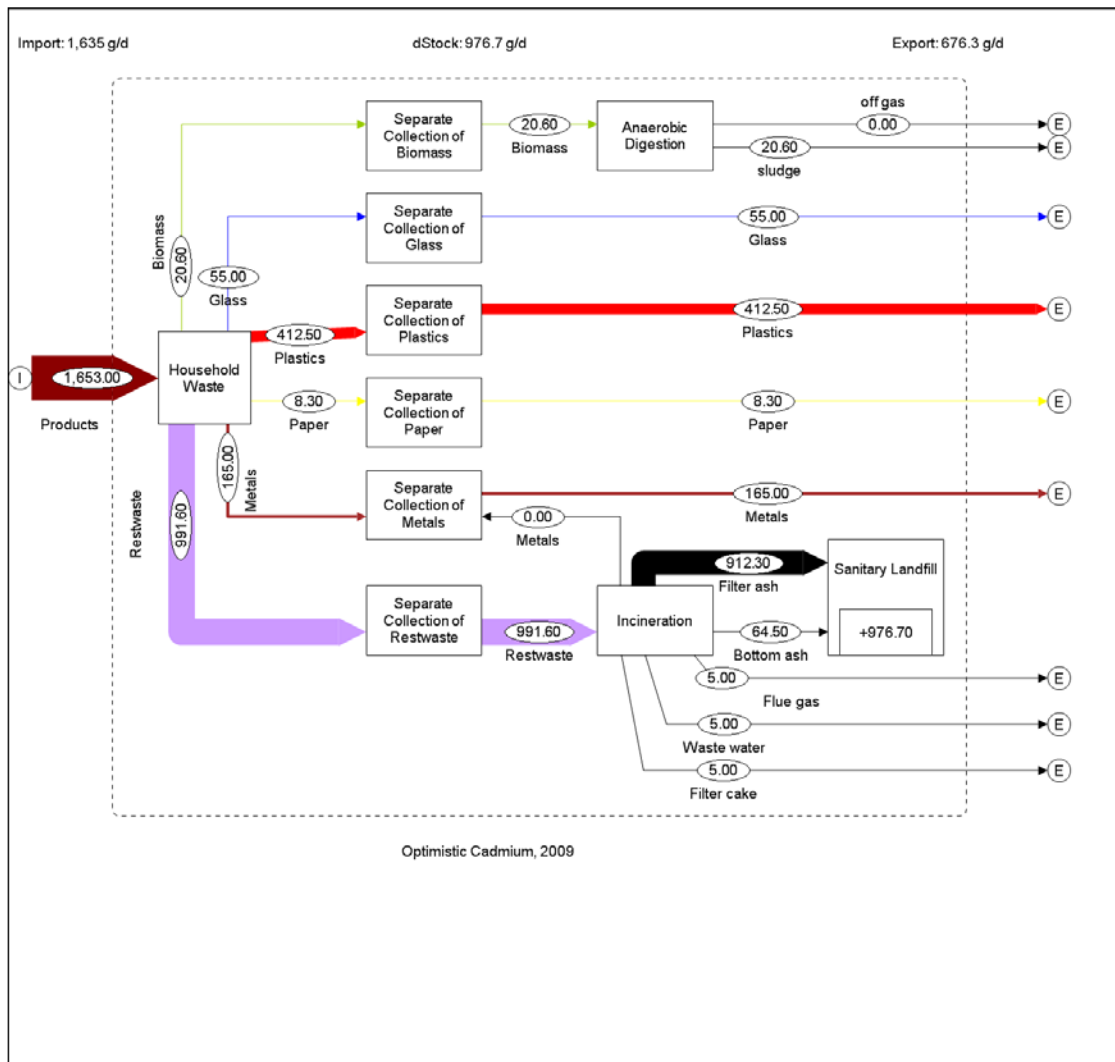 Import: 1,635 g/d
dStock: 976.7 g/d
Export: 676.3 g/d
Separate
Collection of
Biomass
20.60
Biomass
Anaerobic
Digestion
off gas
0.00
E
20.60
sludge
E
Biomass
20.60
55.00
Glass
Separate
Collection of
Glass
55.00
Glass
E
412.50
Plastics
Separate
Collection of
Plastics
412.50
Plastics
E
I
1,653.00
Products
Household
Waste
8.30
Paper
Separate
Collection of
Paper
8.30
Paper
E
Restwaste
991.60
165.00
Metals
Separate
Collection of
Metals
165.00
Metals
E
0.00
Metals
912.30
Filter ash
Sanitary Landfill
+976.70
Separate
Collection of
Restwaste
991.60
Restwaste
Incineration
64.50
Bottom ash
5.00
Flue gas
E
5.00
Waste water
E
5.00
Filter cake
E
Optimistic Cadmium, 2009